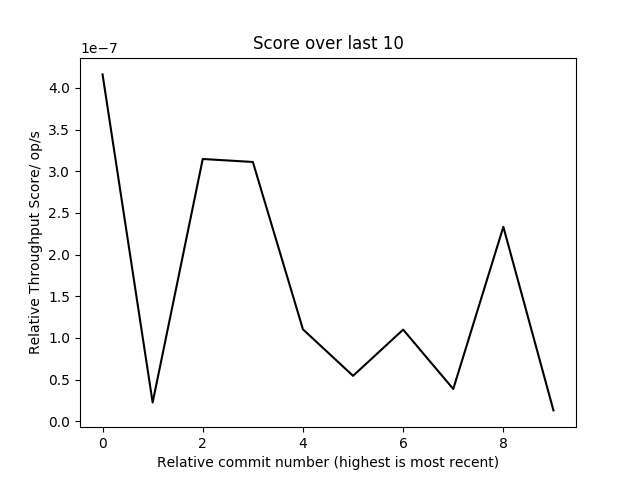 Score over last 10
1e−7
4.0
3.5
3.0
2.5
2.0
1.5
1.0
0.5
0.0
Relative Throughput Score/ op/s
0 2 4 6 8
Relative commit number (highest is most recent)